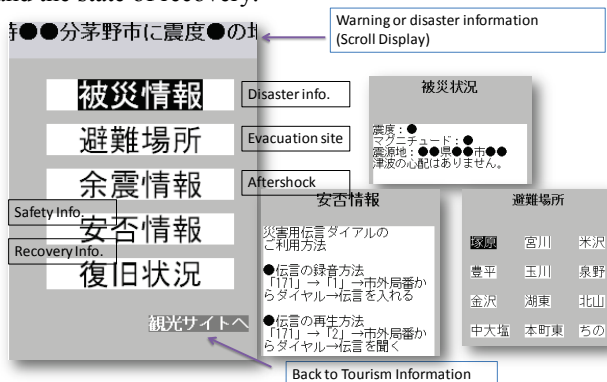 and the state of recovery.
Warning or disaster information
(Scroll Display)
●●分茅野市に震度●の
被災情報
Disaster info.
避難場所
Evacuation site
余震情報
Aftershock
Safety Info.
安否情報
Recovery Info.
復旧状況
観光サイトへ
Back to Tourism Information
被災状況
震度：●
マグニチュード：●
震源地：●●県●●市●●
津波の心配はありません。
安否情報
災害用伝言ダイアルの
ご利用方法
●伝言の録音方法
「171」→「1」→市外局番か
らダイヤル→伝言を入れる
●伝言の再生方法
「171」→「2」→市外局番か
らダイヤル→伝言を聞く
避難場所
塚原 宮川 米沢
豊平 玉川 泉野
金沢 湖東 北山
中大塩 本町東 ちの